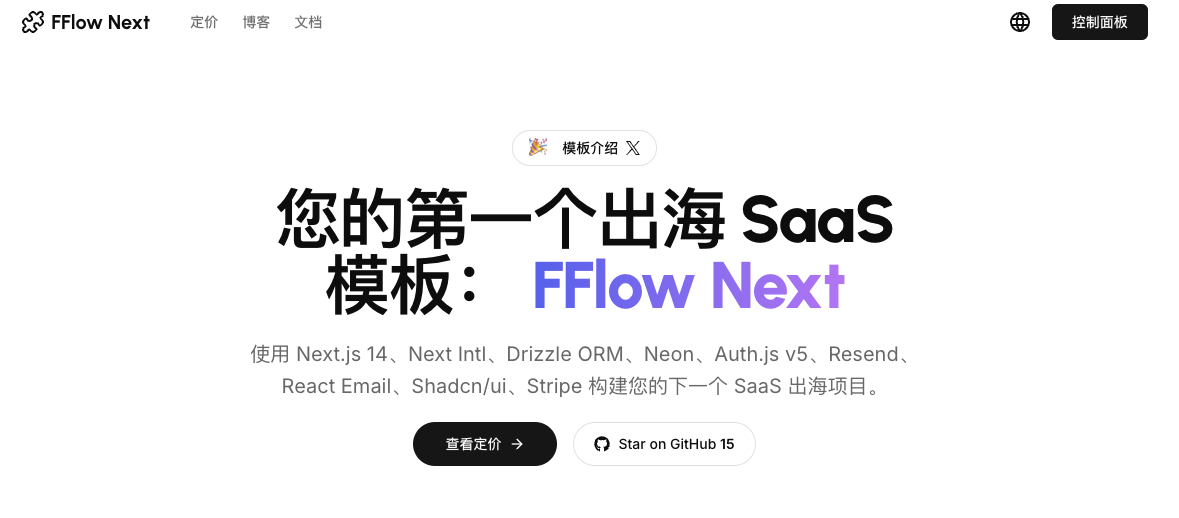 FFlow Next 定价 博客 文档 控制面板
模板介绍 𝕏
您的第一个出海 SaaS
模板： FFlow Next
使用 Next.js 14、Next Intl、Drizzle ORM、Neon、Auth.js v5、Resend、
React Email、Shadcn/ui、Stripe 构建您的下一个 SaaS 出海项目。
查看定价 → Star on GitHub 15